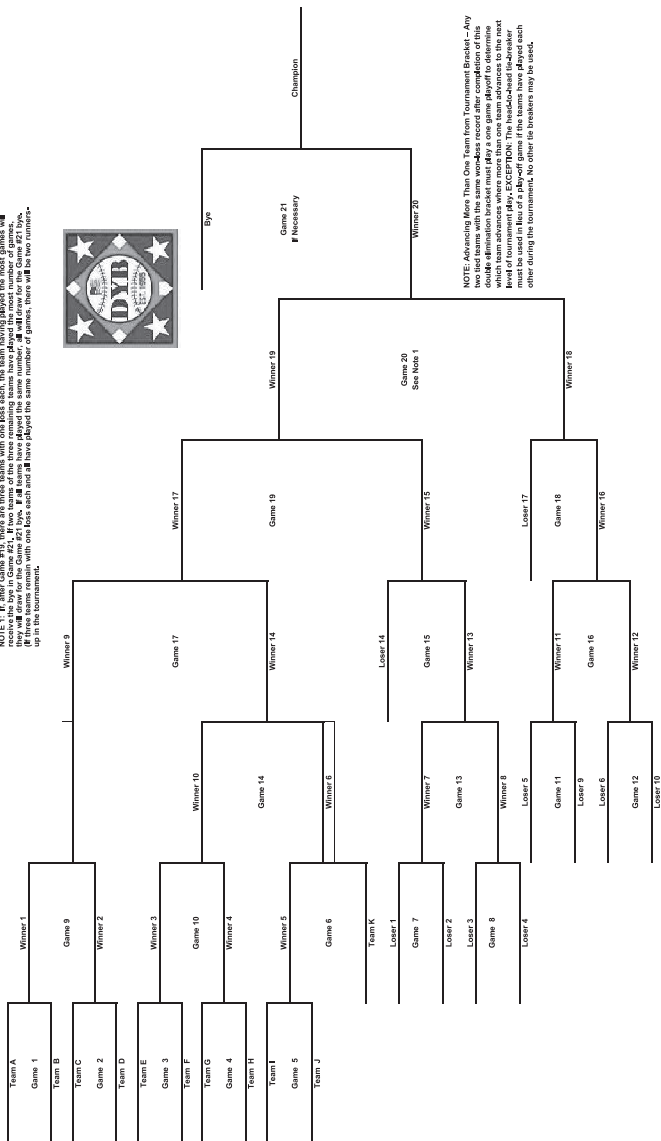 NOTE 1: If, after Game #19, there are three teams with one loss each, the team having played the most games will
receive the bye in Game #21. If two teams of the three remaining teams have played the most number of games,
they will draw for the Game #21 bye. If all teams have played the same number, all will draw for the Game #21 bye.
(If three teams remain with one loss each and all have played the same number of games, there will be two runners-
up in the tournament.
DYB
EST. 1955
Team A
Game 1
Team B
Team C
Game 2
Team D
Team E
Game 3
Team F
Team G
Game 4
Team H
Team I
Game 5
Team J
Winner 1
Game 9
Winner 2
Winner 3
Game 10
Winner 4
Winner 5
Game 6
Team K
Loser 1
Game 7
Loser 2
Loser 3
Game 8
Loser 4
Winner 10
Game 14
Winner 6
Winner 7
Game 13
Winner 8
Loser 5
Game 11
Loser 9
Loser 6
Game 12
Loser 10
Winner 9
Game 17
Winner 14
Loser 14
Game 15
Winner 13
Winner 11
Game 16
Winner 12
Winner 17
Game 19
Winner 15
Loser 17
Game 18
Winner 16
Winner 19
Game 20
See Note 1
Winner 18
Bye
Game 21
If Necessary
Winner 20
Champion
NOTE: Advancing More Than One Team from Tournament Bracket – Any
two tied teams with the same won-loss record after completion of this
double elimination bracket must play a one game playoff to determine
which team advances where more than one team advances to the next
level of tournament play. EXCEPTION: The head-to-head tie-breaker
must be used in lieu of a play-off game if the teams have played each
other during the tournament. No other tie breakers may be used.